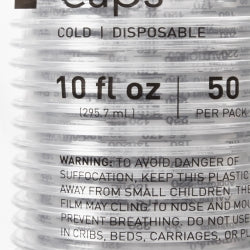 cups
COLD | DISPOSABLE
10 fl oz | 50
(295.7 mL) | PER PACK
WARNING: TO AVOID DANGER OF
SUFFOCATION, KEEP THIS PLASTIC
AWAY FROM SMALL CHILDREN. THE
FILM MAY CLING TO NOSE AND MOU
PREVENT BREATHING. DO NOT USE
IN CRIBS, BEDS, CARRIAGES, OR P